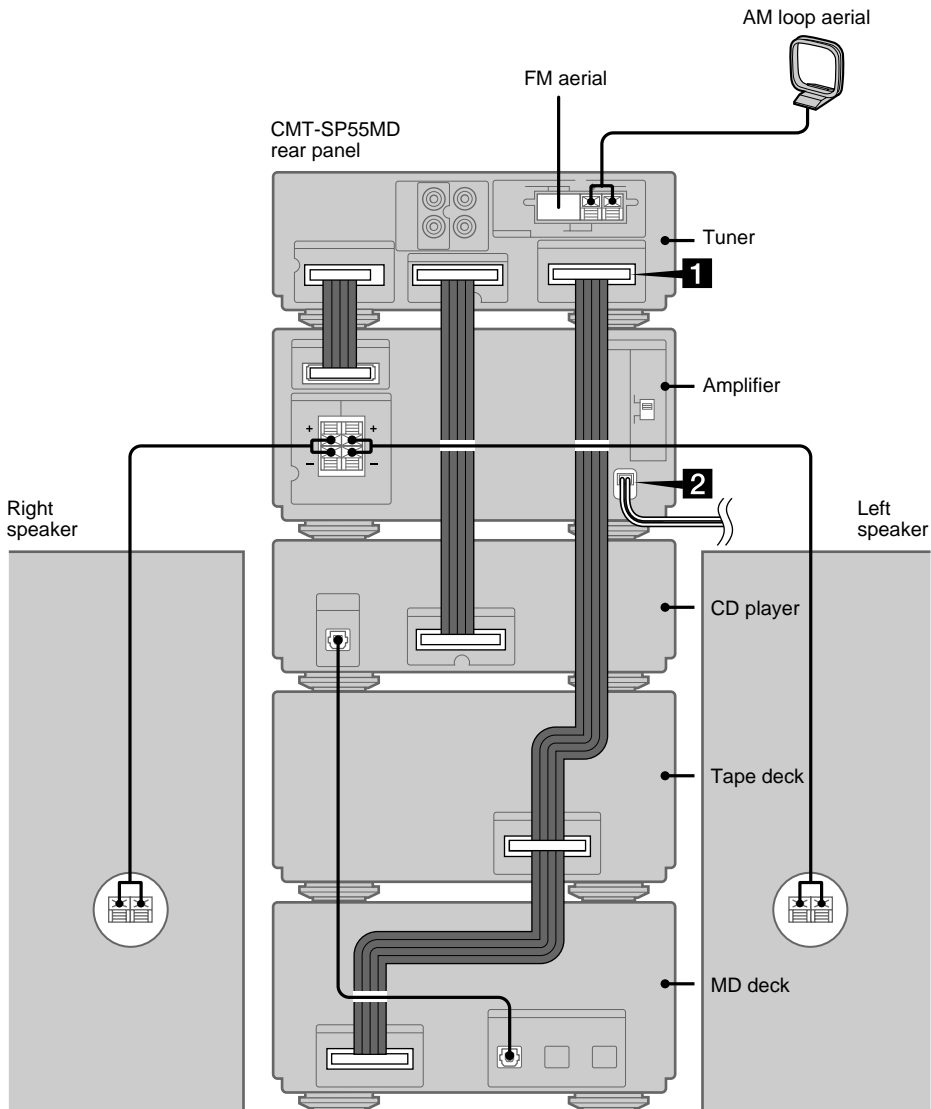 AM loop aerial
FM aerial
CMT-SP55MD
rear panel
Tuner
1
Amplifier
+ +
– –
2
Right
speaker
Left
speaker
CD player
Tape deck
MD deck